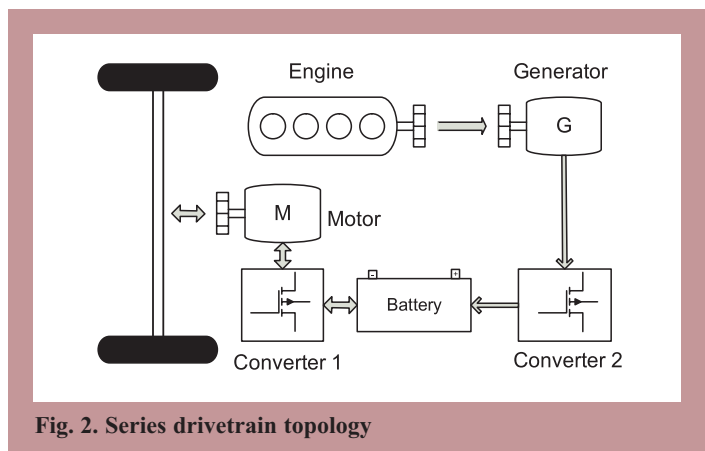 Engine
Generator
G
M
Motor
- +
Battery
Converter 1
Converter 2
Fig. 2. Series drivetrain topology